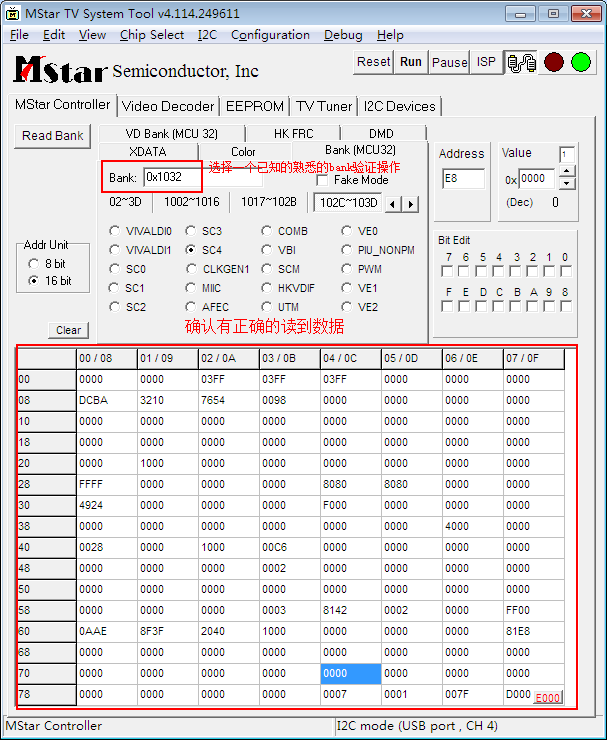 MStar TV System Tool v4.114.249611
File Edit View Chip Select I2C Configuration Debug Help
MStar Semiconductor, Inc
Reset Run Pause ISP
MStar Controller Video Decoder EEPROM TV Tuner I2C Devices
Read Bank
VD Bank (MCU 32) HK FRC DMD
XDATA Color Bank (MCU32)
选择一个已知的熟悉的bank验证操作
Bank: 0x1032
Fake Mode
02~3D 1002~1016 1017~102B 102C~103D
VIVALDI0 SC3 COMB VE0
VIVALDI1 SC4 VBI PIU_NONPM
SC0 CLKGEN1 SCM PWM
SC1 MIIC HKVDIF VE1
SC2 AFEC UTM VE2
确认有正确的读到数据
Addr Unit
8 bit
16 bit
Clear
Address
E8
Value 1
0x 0000
(Dec) 0
Bit Edit
7 6 5 4 3 2 1 0
F E D C B A 9 8
00 / 08 01 / 09 02 / 0A 03 / 0B 04 / 0C 05 / 0D 06 / 0E 07 / 0F
00 0000 0000 03FF 03FF 03FF 0000 0000 0000
08 DCBA 3210 7654 0098 0000 0000 0000 0000
10 0000 0000 0000 0000 0000 0000 0000 0000
18 0000 0000 0000 0000 0000 0000 0000 0000
20 0000 1000 0000 0000 0000 0000 0000 0000
28 FFFF 0000 0000 0000 8080 8080 0000 0000
30 4924 0000 0000 0000 F000 0000 0000 0000
38 0000 0000 0000 0000 0000 0000 4000 0000
40 0028 0000 1000 00C6 0000 0000 0000 0000
48 0000 0000 0000 0002 0000 0000 0000 0000
50 0000 0000 0000 0000 0000 0000 0000 0000
58 0000 0000 0000 0003 8142 0002 0000 FF00
60 0AAE 8F3F 2040 1000 0000 0000 0000 81E8
68 0000 0000 0000 0000 0000 0000 0000 0000
70 0000 0000 0000 0000 0000 0000 0000 0000
78 0000 0000 0000 0000 0007 0001 007F D000 E000
MStar Controller I2C mode (USB port , CH 4)